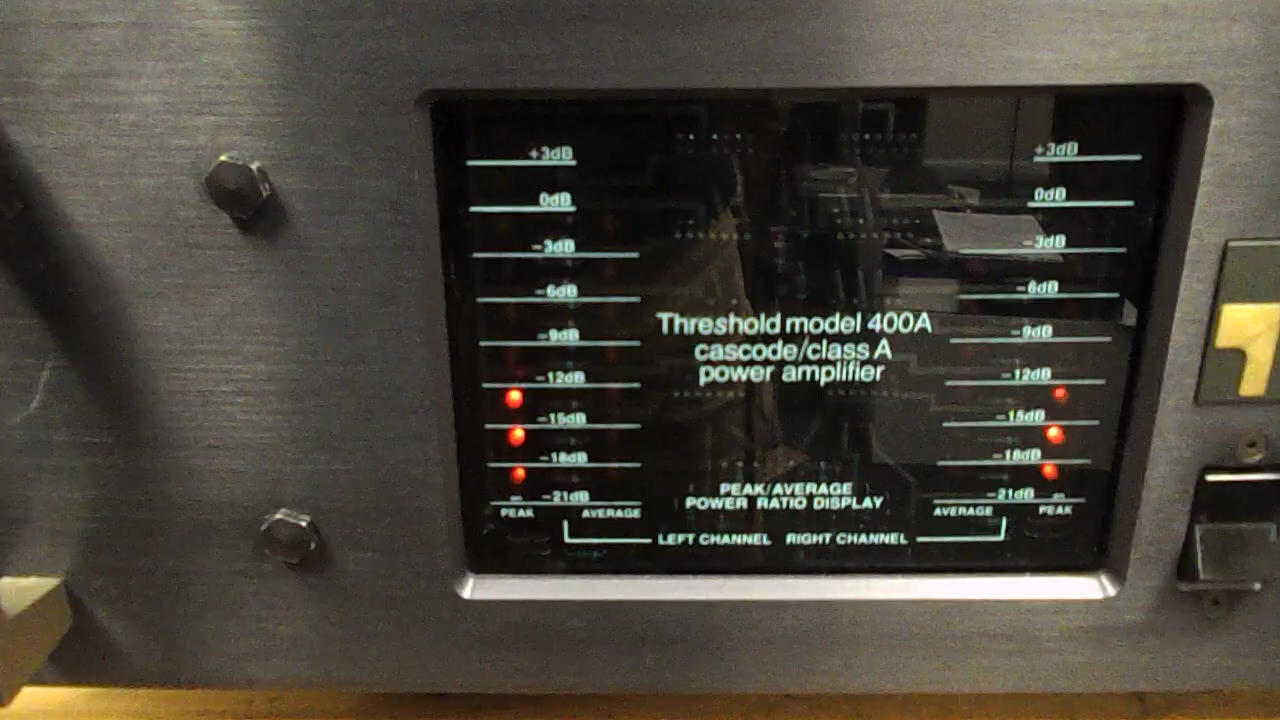 +3dB +3dB
0dB 0dB
-3dB -3dB
-6dB -6dB
-9dB -9dB
-12dB -12dB
-15dB -15dB
-18dB -18dB
-21dB -21dB
Threshold model 400A
cascode/class A
power amplifier
PEAK/AVERAGE
POWER RATIO DISPLAY
PEAK AVERAGE AVERAGE PEAK
LEFT CHANNEL RIGHT CHANNEL
1